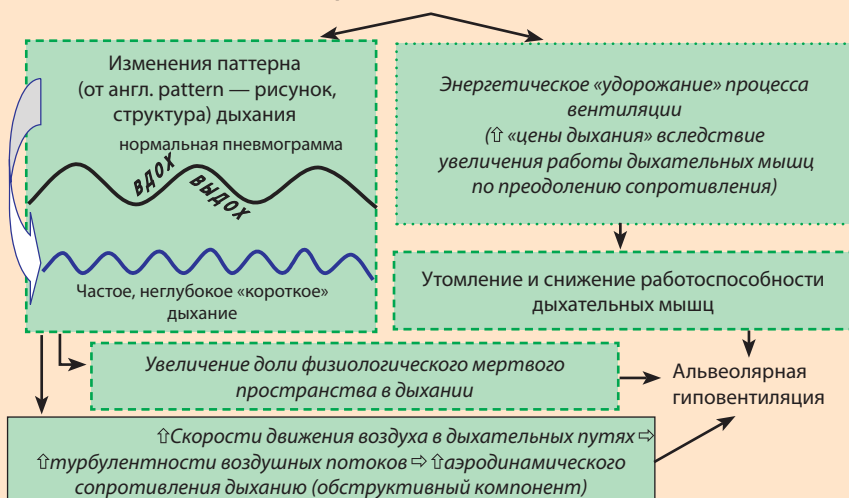 Изменения паттерна
(от англ. pattern — рисунок,
структура) дыхания
нормальная пневмограмма
ВДОХ
ВЫДОХ
Частое, неглубокое «короткое»
дыхание
Энергетическое «удорожание» процесса
вентиляции
(⇧ «цены дыхания» вследствие
увеличения работы дыхательных мышц
по преодолению сопротивления)
Утомление и снижение работоспособности
дыхательных мышц
Увеличение доли физиологического мертвого
пространства в дыхании
Альвеолярная
гиповентиляция
⇧Скорости движения воздуха в дыхательных путях ⇨
⇧турбулентности воздушных потоков ⇨ ⇧аэродинамического
сопротивления дыханию (обструктивный компонент)